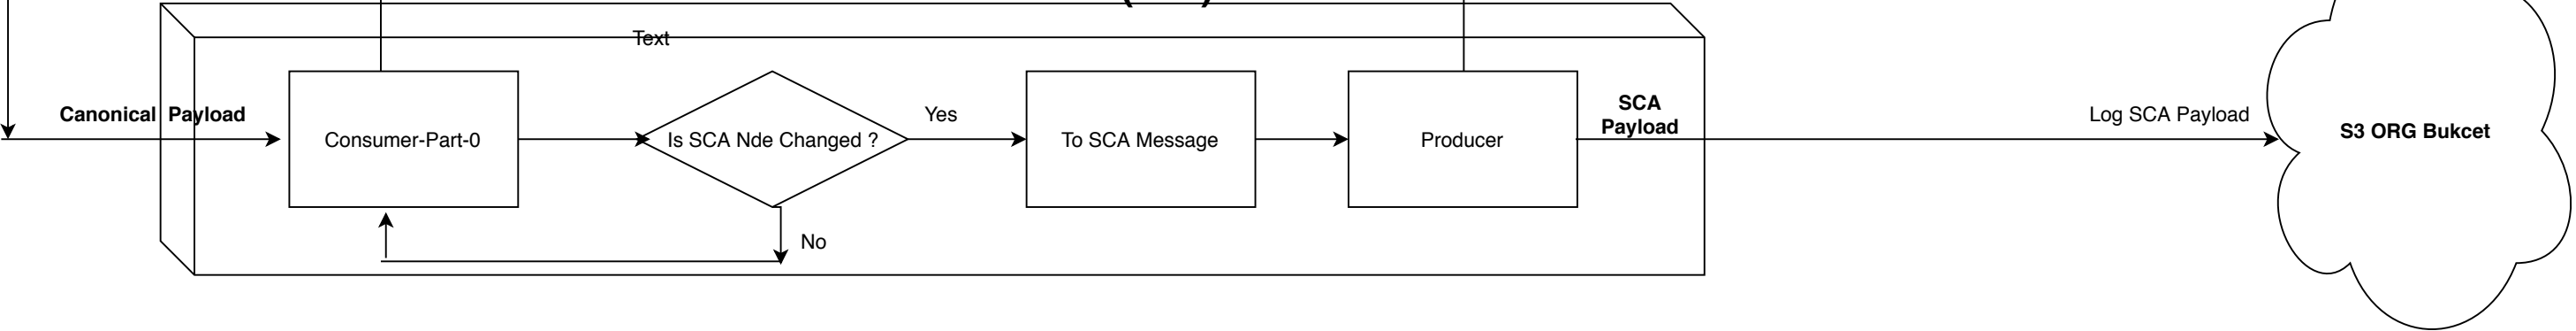 Text
Canonical Payload
Consumer-Part-0
Is SCA Nde Changed ?
Yes
To SCA Message
Producer
SCA
Payload
Log SCA Payload
S3 ORG Bukcet
No